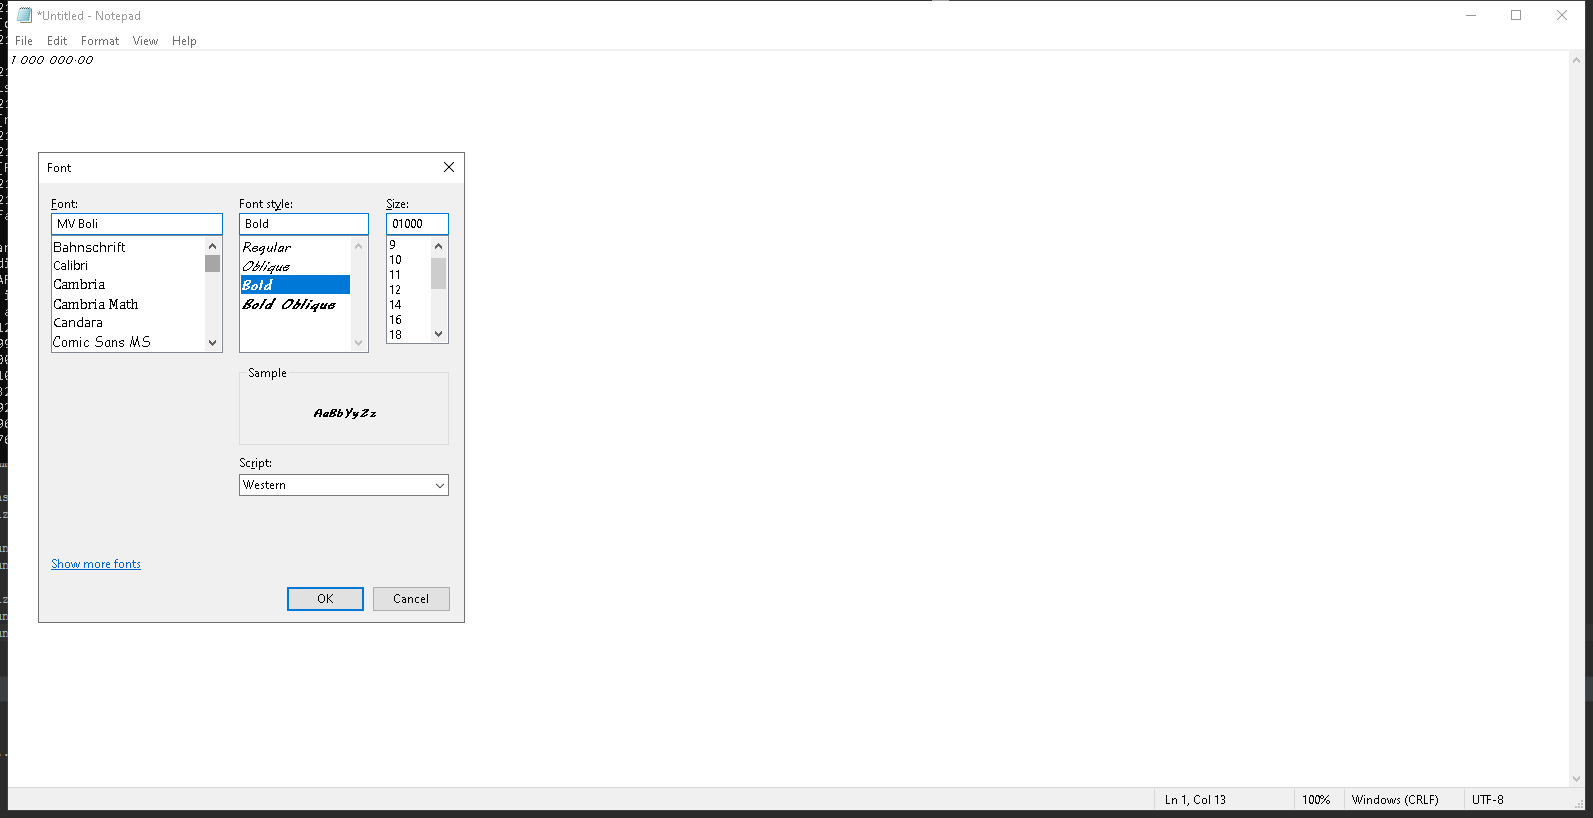 *Untitled - Notepad
File Edit Format View Help
1 000 000.00
Font
Font: Font style: Size:
MV Boli Bold 01000
Bahnschrift
Calibri
Cambria
Cambria Math
Candara
Comic Sans MS
Regular
Oblique
Bold
Bold Oblique
9
10
11
12
14
16
18
Sample
AaBbYyZz
Script:
Western
Show more fonts
OK Cancel
Ln 1, Col 13 100% Windows (CRLF) UTF-8